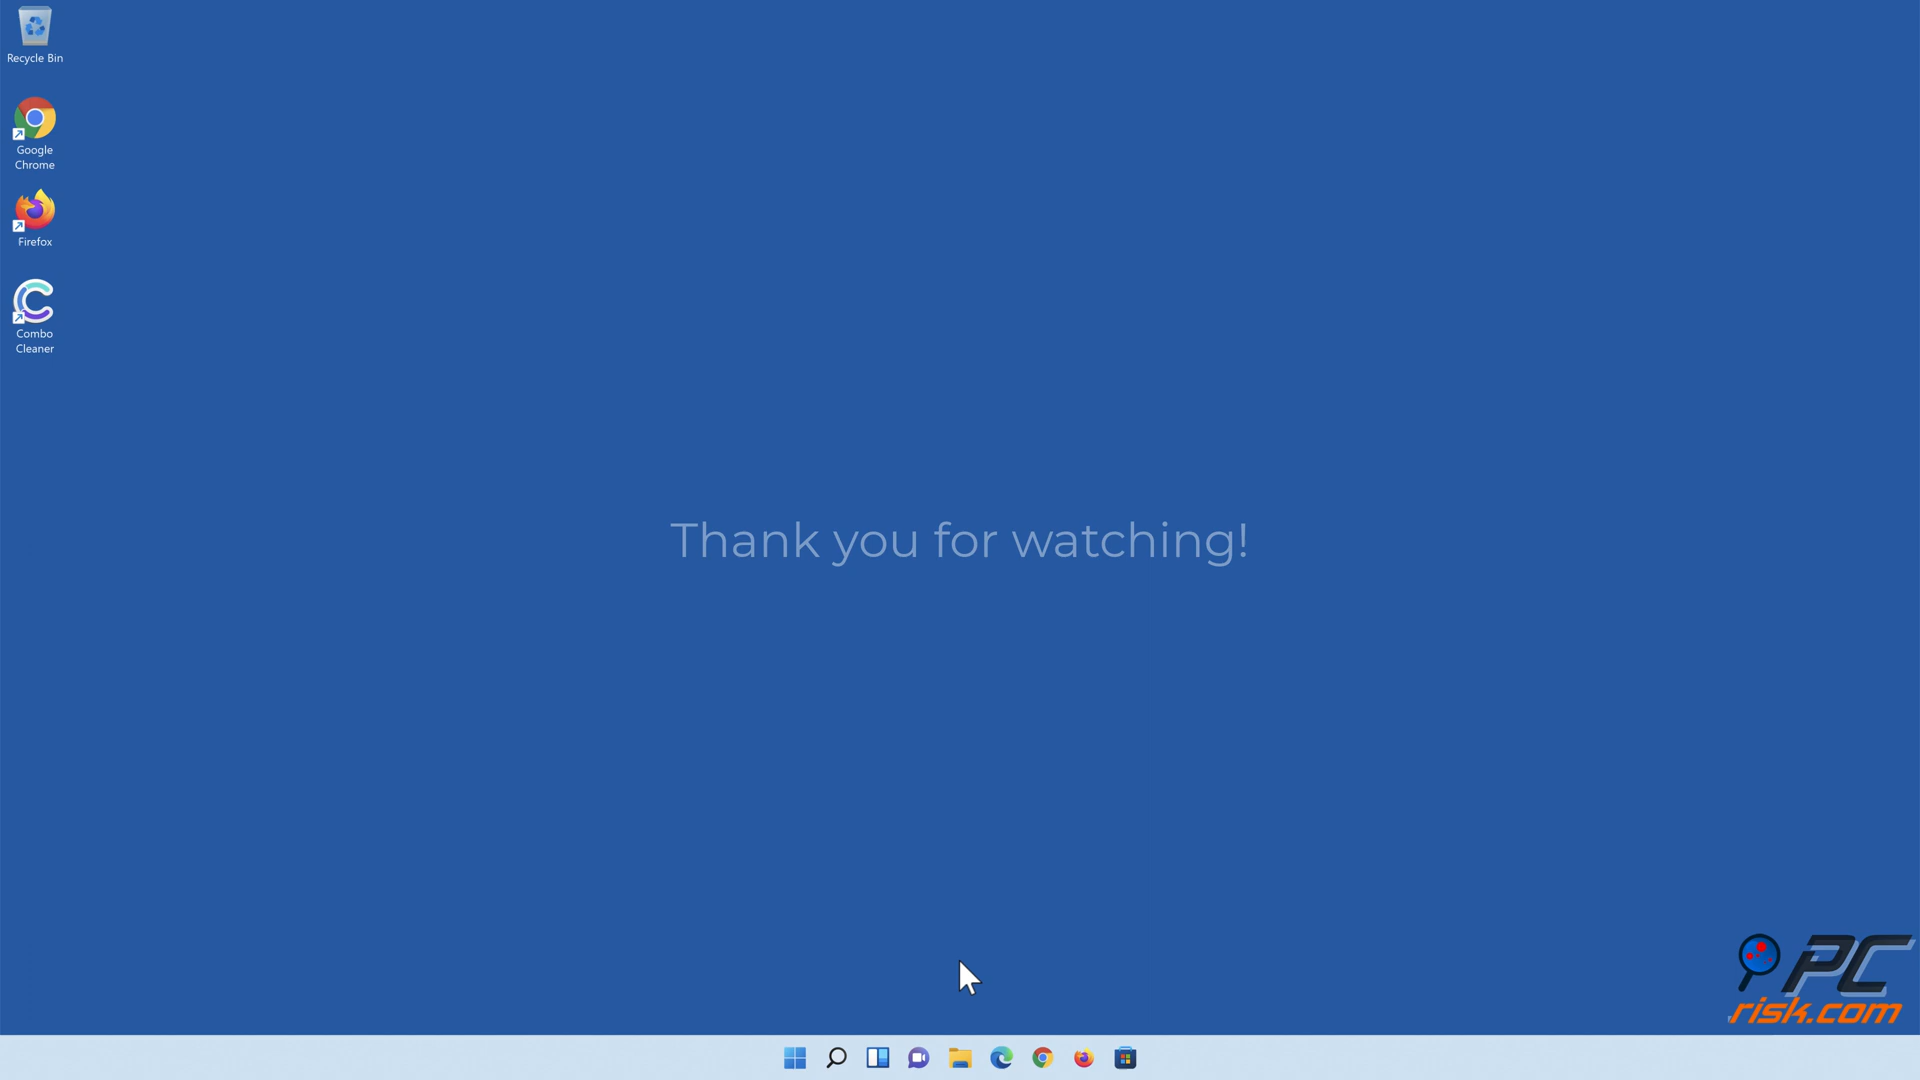 Recycle Bin
Google
Chrome
Firefox
Combo
Cleaner
Thank you for watching!
PC
risk.com